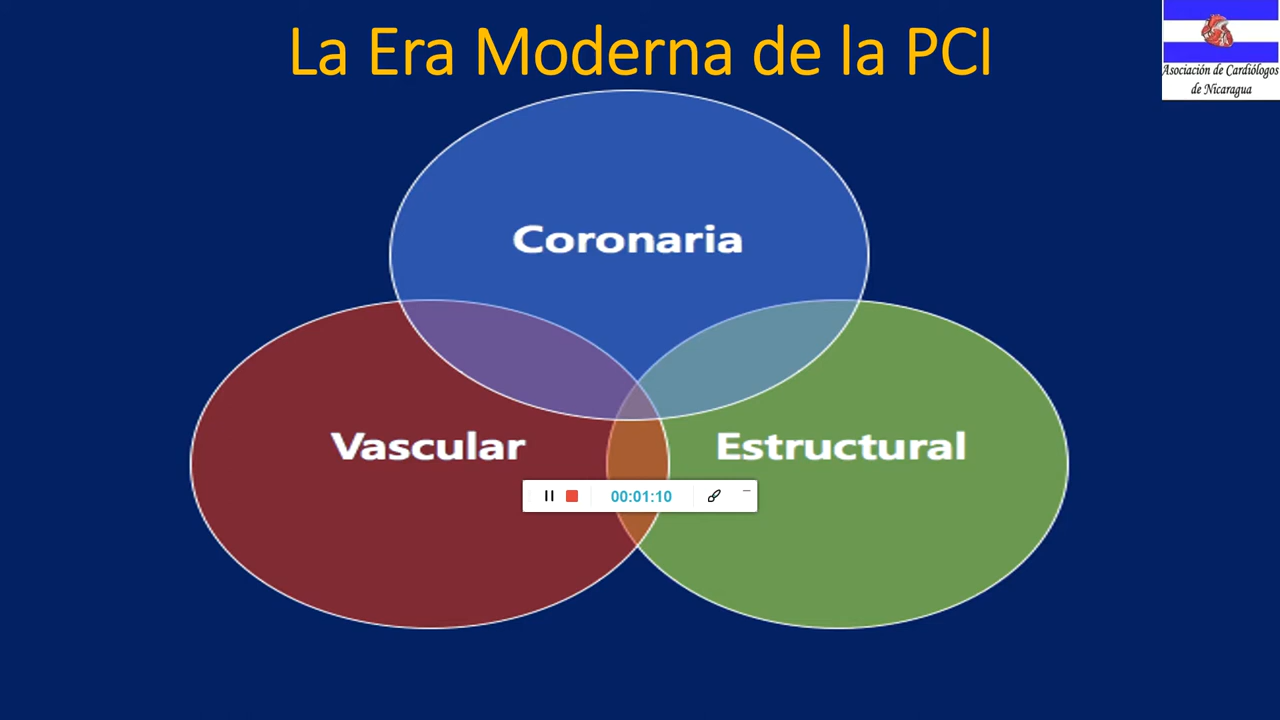 La Era Moderna de la PCI
Asociación de Cardiólogos
de Nicaragua
Coronaria
Vascular
Estructural
00:01:10